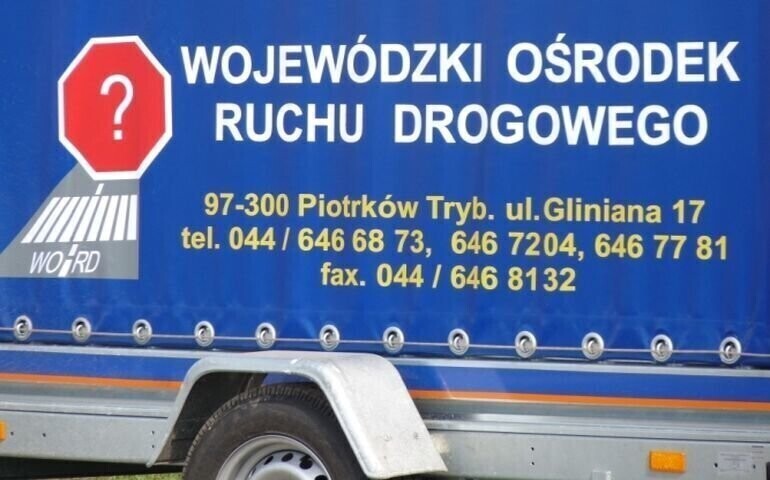 ?
WOJEWÓDZKI OŚRODEK
RUCHU DROGOWEGO
97-300 Piotrków Tryb. ul.Gliniana 17
tel. 044 / 646 68 73, 646 7204, 646 77 81
fax. 044 / 646 8132
WORD